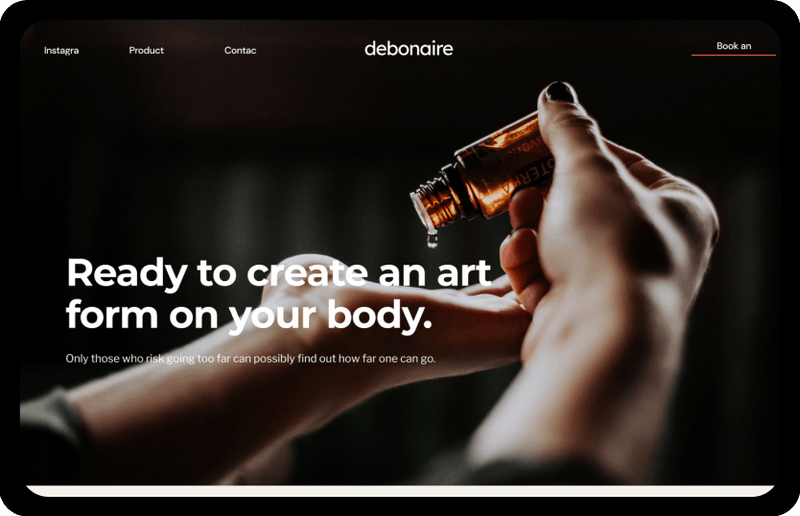 Instagra
Product
Contac
debonaire
Book an
Ready to create an art
form on your body.
Only those who risk going too far can possibly find out how far one can go.